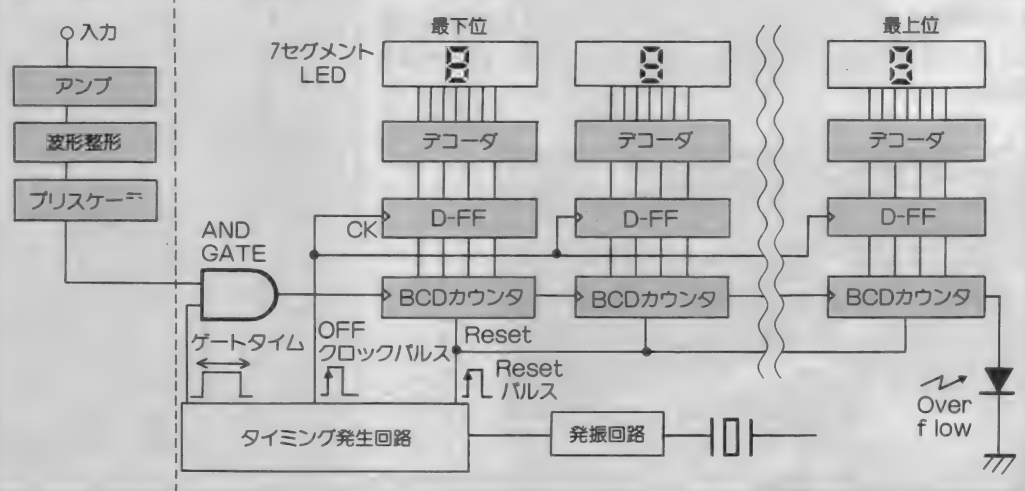 入力
アンプ
波形整形
プリスケー
最下位
最上位
7セグメント
LED
デコーダ
デコーダ
デコーダ
CK
D-FF
D-FF
D-FF
AND
GATE
BCDカウンタ
BCDカウンタ
BCDカウンタ
ゲートタイム
OFF
クロックパルス
Reset
Reset
パルス
タイミング発生回路
発振回路
Over
f low